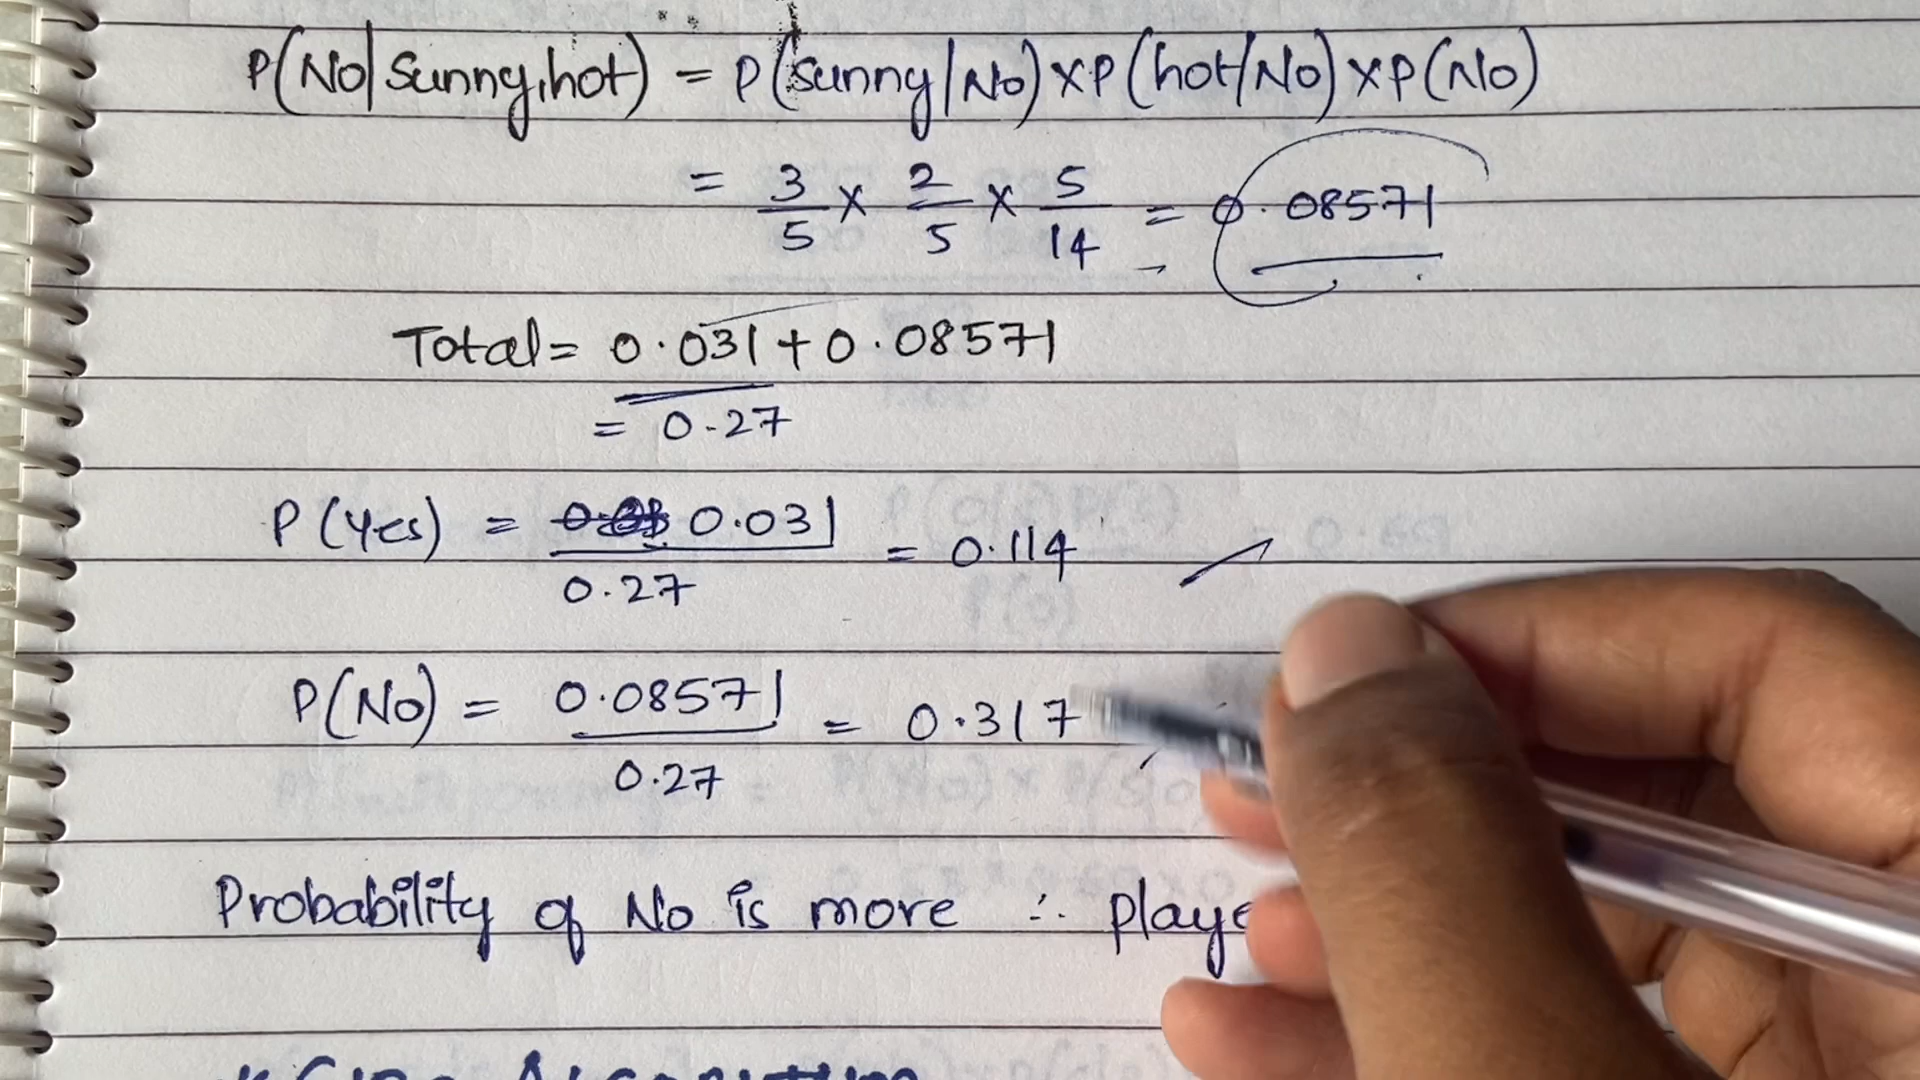 P(No|Sunny,hot) = P(sunny|No)xP(hot/No)xP(No)
= 3/5 x 2/5 x 5/14 = 0.08571
Total= 0.031+0.08571
= 0.27
P(Yes) = 0.031/0.27 = 0.114
P(No) = 0.08571/0.27 = 0.317
Probability of No is more ∴ playe